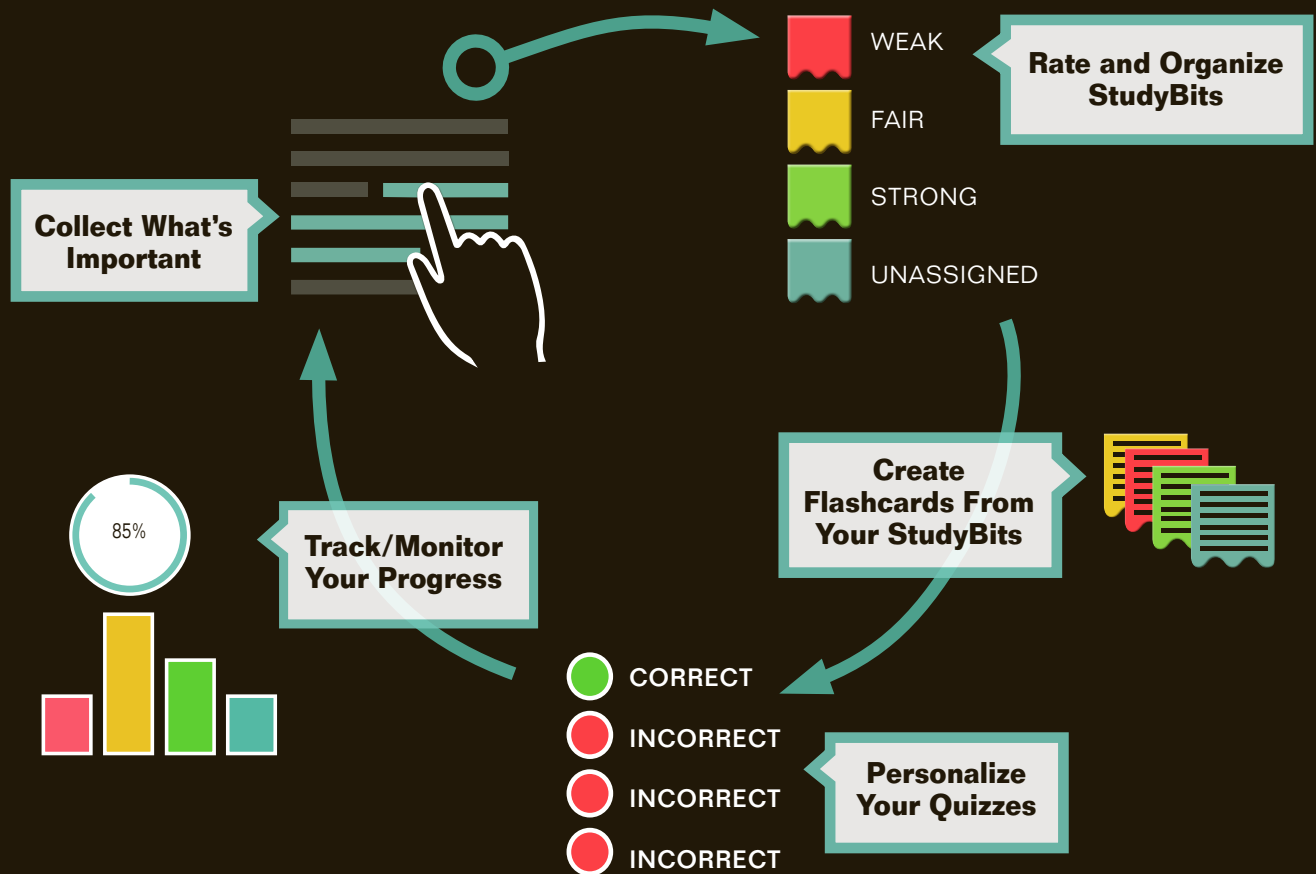 WEAK
Rate and Organize
StudyBits
FAIR
STRONG
UNASSIGNED
Collect What’s
Important
Create
Flashcards From
Your StudyBits
85%
Track/Monitor
Your Progress
CORRECT
INCORRECT
INCORRECT
INCORRECT
Personalize
Your Quizzes